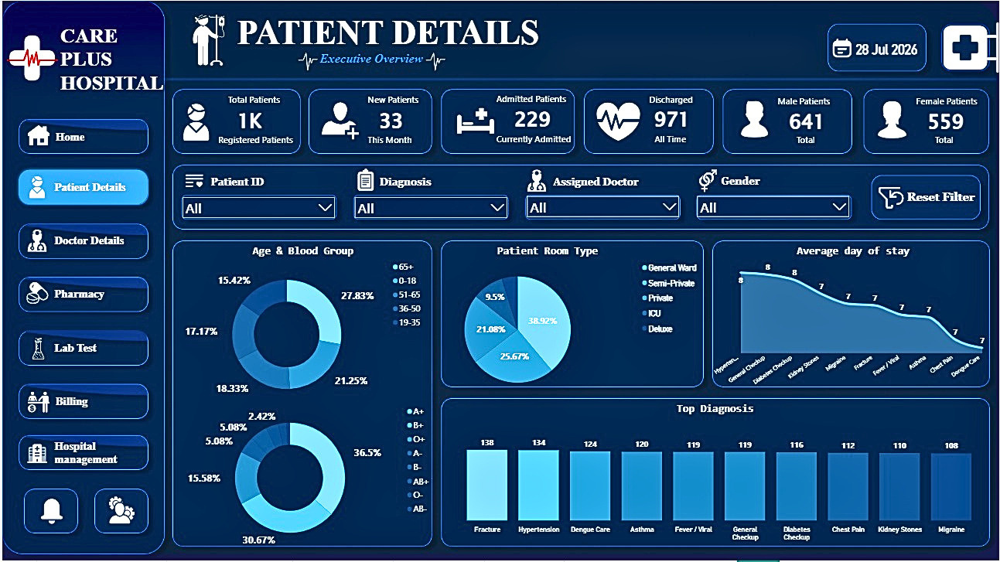 CARE
PLUS
HOSPITAL
PATIENT DETAILS
Executive Overview
28 Jul 2026
Home
Patient Details
Doctor Details
Pharmacy
Lab Test
Billing
Hospital
management
Total Patients
1K
Registered Patients
New Patients
33
This Month
Admitted Patients
229
Currently Admitted
Discharged
971
All Time
Male Patients
641
Total
Female Patients
559
Total
Patient ID
All
Diagnosis
All
Assigned Doctor
All
Gender
All
Reset Filter
Age & Blood Group
65+
0-18
51-65
36-50
19-35
15.42%
27.83%
17.17%
18.33%
21.25%
A+
B+
O+
A-
B-
AB+
O-
AB-
2.42%
5.08%
5.08%
15.58%
36.5%
30.67%
Patient Room Type
General Ward
Semi-Private
Private
ICU
Deluxe
9.5%
38.92%
21.08%
25.67%
Average day of stay
8
8
8
7
7
7
7
7
7
7
Hyperten...
General Checkup
Diabetes Checkup
Kidney Stones
Migraine
Fracture
Fever / Viral
Asthma
Chest Pain
Dengue Care
Top Diagnosis
138
134
124
120
119
119
116
112
110
108
Fracture
Hypertension
Dengue Care
Asthma
Fever / Viral
General
Checkup
Diabetes
Checkup
Chest Pain
Kidney Stones
Migraine